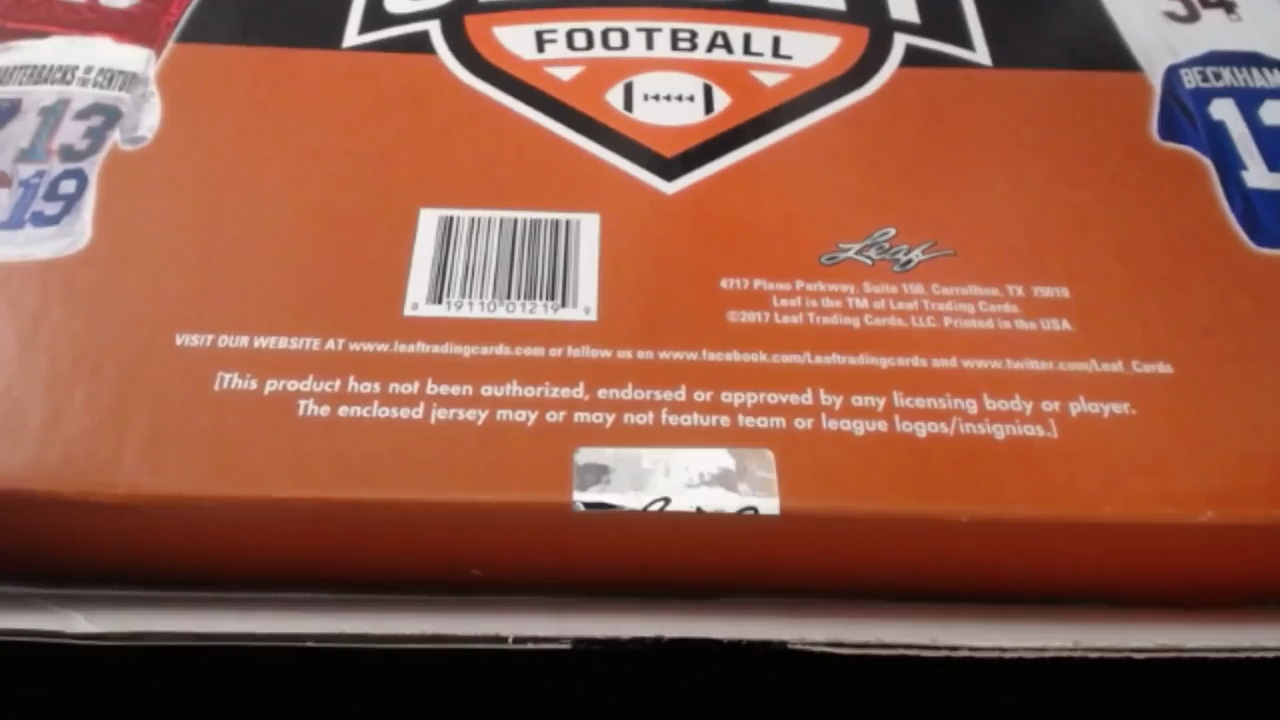 FOOTBALL
QUARTERBACKS OF THE CENTURY
13
19
34
BECKHAM
8 19110 01219 9
Leaf
4717 Plano Parkway, Suite 150, Carrollton, TX 75010
Leaf is the TM of Leaf Trading Cards.
©2017 Leaf Trading Cards, LLC. Printed in the USA.
VISIT OUR WEBSITE AT www.leaftradingcards.com or follow us on www.facebook.com/Leaftradingcards and www.twitter.com/Leaf_Cards
[This product has not been authorized, endorsed or approved by any licensing body or player.
The enclosed jersey may or may not feature team or league logos/insignias.]